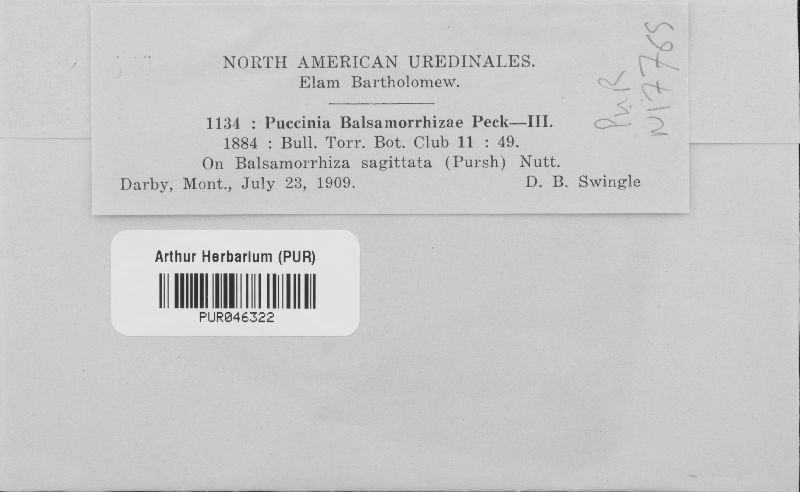 NORTH AMERICAN UREDINALES.
Elam Bartholomew.
1134 : Puccinia Balsamorrhizae Peck—III.
1884 : Bull. Torr. Bot. Club 11 : 49.
On Balsamorrhiza sagittata (Pursh) Nutt.
Darby, Mont., July 23, 1909. D. B. Swingle
PUR
N17765
Arthur Herbarium (PUR)
PUR046322